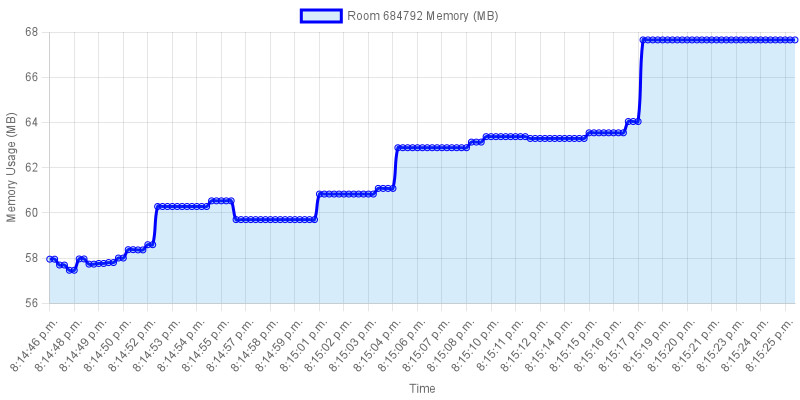 Room 684792 Memory (MB)
68
66
64
62
60
58
56
Memory Usage (MB)
8:14:46 p.m.
8:14:48 p.m.
8:14:49 p.m.
8:14:50 p.m.
8:14:52 p.m.
8:14:53 p.m.
8:14:54 p.m.
8:14:55 p.m.
8:14:57 p.m.
8:14:58 p.m.
8:14:59 p.m.
8:15:01 p.m.
8:15:02 p.m.
8:15:03 p.m.
8:15:04 p.m.
8:15:06 p.m.
8:15:07 p.m.
8:15:08 p.m.
8:15:10 p.m.
8:15:11 p.m.
8:15:12 p.m.
8:15:13 p.m.
8:15:15 p.m.
8:15:16 p.m.
8:15:17 p.m.
8:15:19 p.m.
8:15:20 p.m.
8:15:21 p.m.
8:15:23 p.m.
8:15:24 p.m.
8:15:25 p.m.
Time